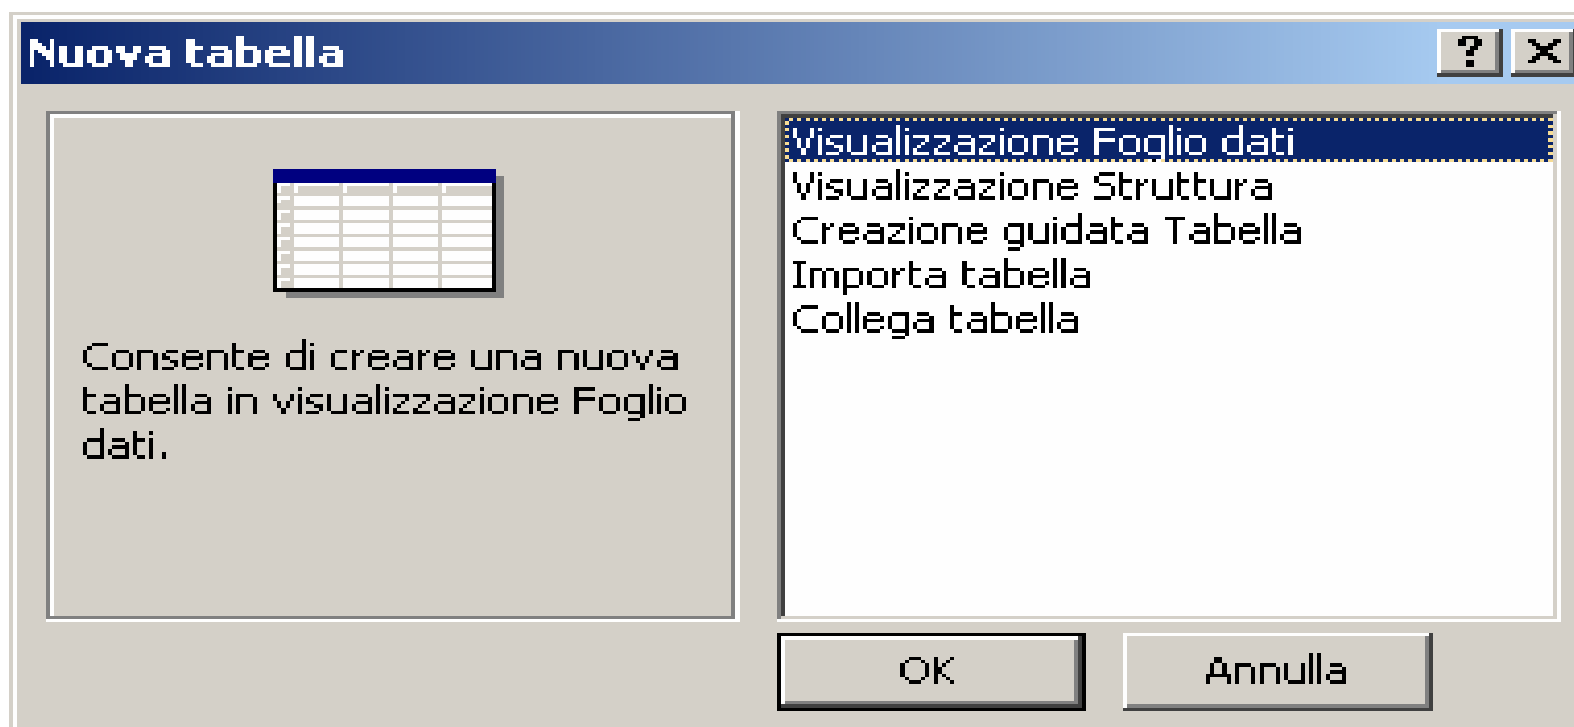 Nuova tabella
Consente di creare una nuova
tabella in visualizzazione Foglio
dati.
Visualizzazione Foglio dati
Visualizzazione Struttura
Creazione guidata Tabella
Importa tabella
Collega tabella
OK
Annulla